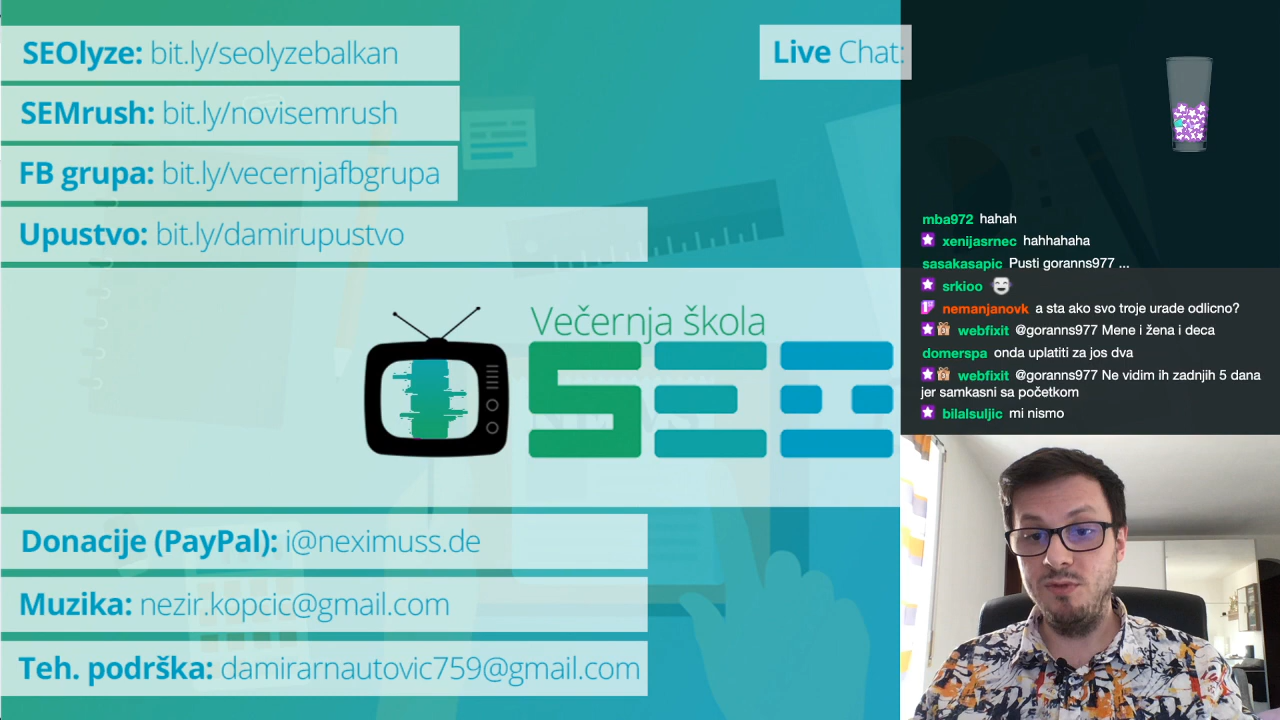 SEOlyze: bit.ly/seolyzebalkan
SEMrush: bit.ly/novisemrush
FB grupa: bit.ly/vecernjafbgrupa
Upustvo: bit.ly/damirupustvo
Večernja škola
SEO
NEWS
Donacije (PayPal): i@neximuss.de
Muzika: nezir.kopcic@gmail.com
Teh. podrška: damirarnautovic759@gmail.com
Live Chat:
mba972 hahah
xenijasrnec hahhahaha
sasakasapic Pusti goranns977 ...
srkioo
nemanjanovk a sta ako svo troje urade odlicno?
webfixit @goranns977 Mene i žena i deca
domerspa onda uplatiti za jos dva
webfixit @goranns977 Ne vidim ih zadnjih 5 dana
jer samkasni sa početkom
bilalsuljic mi nismo